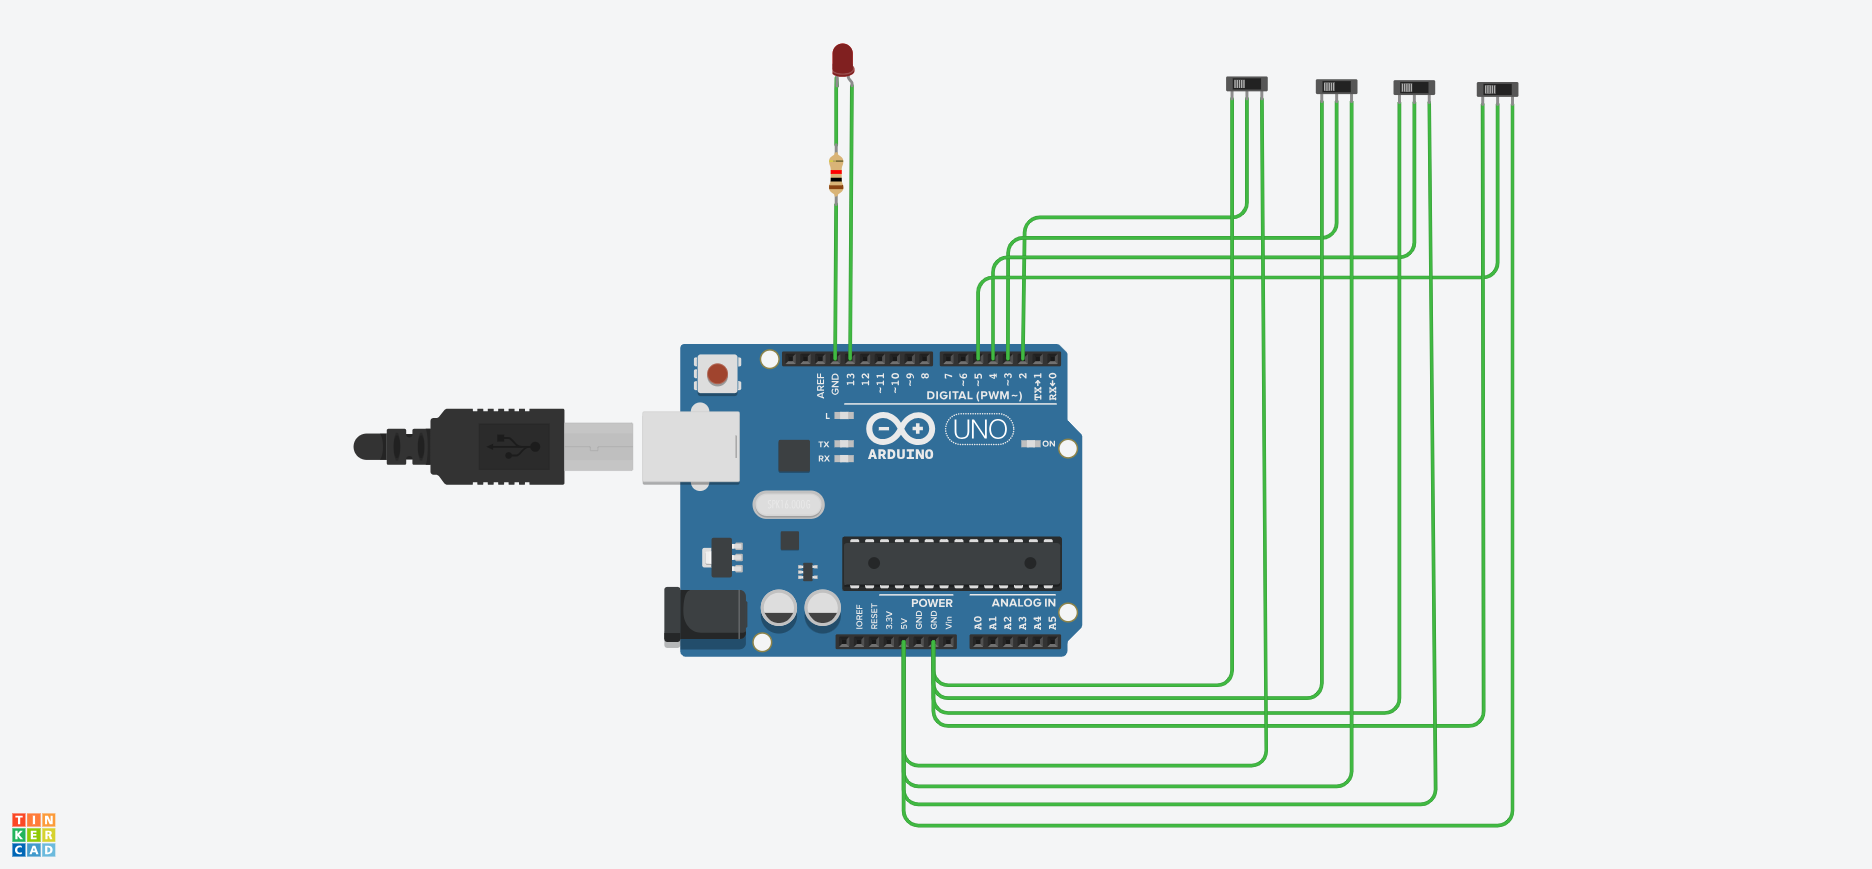 AREF
GND
13
12
~11
~10
~9
8
7
~6
~5
4
~3
2
TX→1
RX←0
DIGITAL (PWM~)
L
TX
RX
ARDUINO
UNO
ON
IOREF
RESET
3.3V
5V
GND
GND
Vin
POWER
ANALOG IN
A0
A1
A2
A3
A4
A5
TIN
KER
CAD